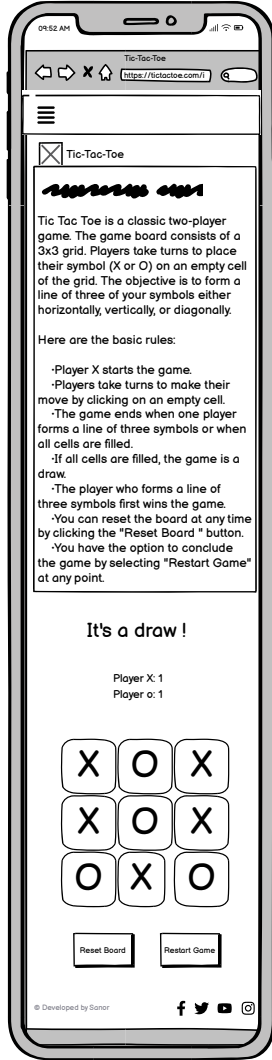 09:52 AM
Tic-Tac-Toe
https://tictactoe.com/i
Tic-Tac-Toe
Tic Tac Toe is a classic two-player
game. The game board consists of a
3x3 grid. Players take turns to place
their symbol (X or O) on an empty cell
of the grid. The objective is to form a
line of three of your symbols either
horizontally, vertically, or diagonally.
Here are the basic rules:
·Player X starts the game.
·Players take turns to make their
move by clicking on an empty cell.
·The game ends when one player
forms a line of three symbols or when
all cells are filled.
·If all cells are filled, the game is a
draw.
·The player who forms a line of
three symbols first wins the game.
·You can reset the board at any time
by clicking the "Reset Board " button.
·You have the option to conclude
the game by selecting "Restart Game"
at any point.
It's a draw !
Player X: 1
Player o: 1
X O X
X O X
O X O
Reset Board Restart Game
© Developed by Sanor